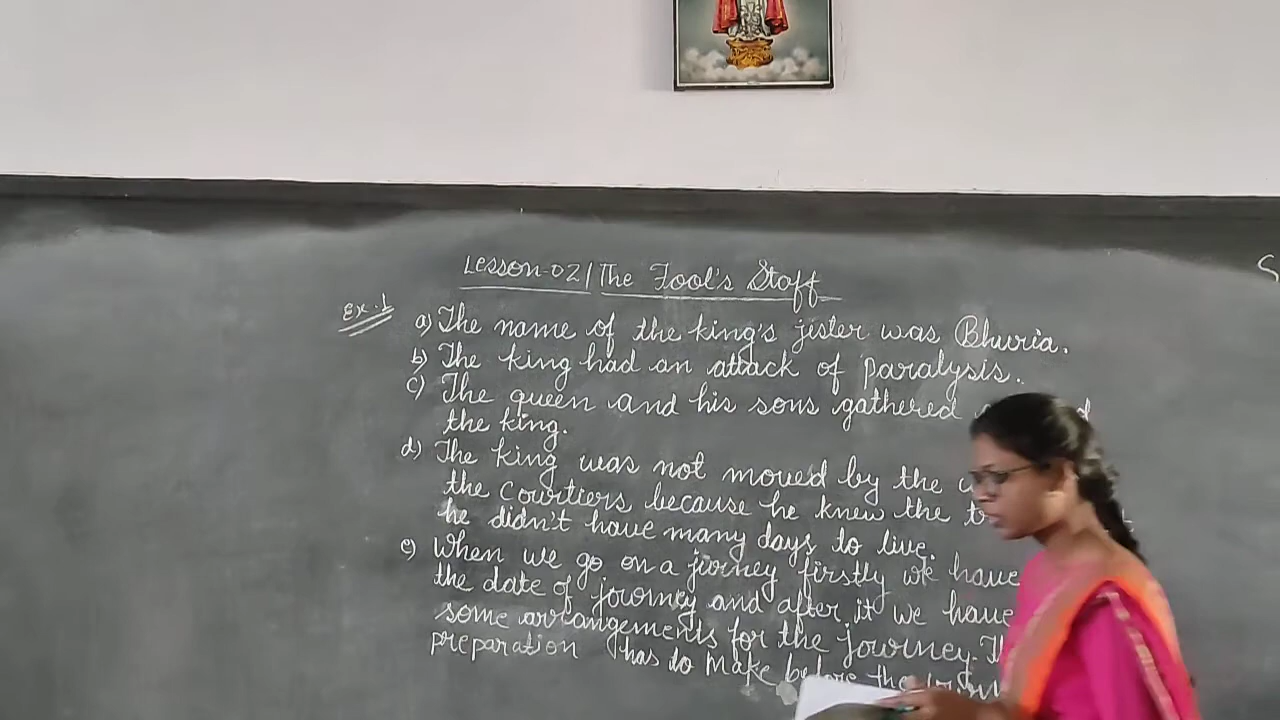 Lesson-02/The Fool's Staff
Ex.1
a) The name of the king's jister was Bhuria.
b) The king had an attack of paralysis.
c) The queen and his sons gathered
the king.
d) The king was not moved by the
the courtiers, because he knew the
he didn't have many days to live.
e) When we go on a jiorney firstly we have
the date of journey and after it we have
some arrangements for the journey.
preparation has to make before the